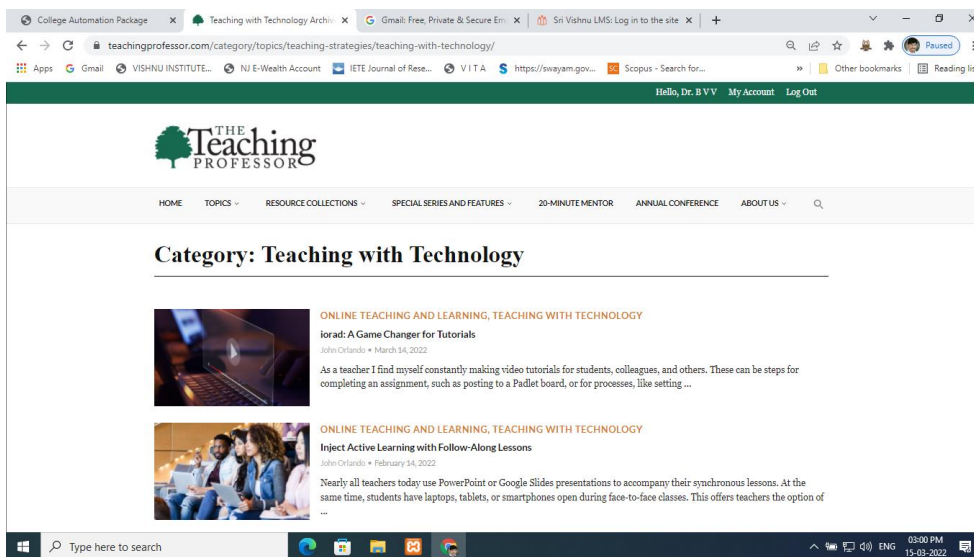 College Automation Package
Teaching with Technology Archiv
Gmail: Free, Private & Secure Em
Sri Vishnu LMS: Log in to the site
teachingprofessor.com/category/topics/teaching-strategies/teaching-with-technology/
Paused
Apps Gmail VISHNU INSTITUTE... NJ E-Wealth Account IETE Journal of Rese... V I T A https://swayam.gov... Scopus - Search for... » Other bookmarks Reading lis
Hello, Dr. B V V My Account Log Out
THE
Teaching
PROFESSOR
HOME TOPICS RESOURCE COLLECTIONS SPECIAL SERIES AND FEATURES 20-MINUTE MENTOR ANNUAL CONFERENCE ABOUT US
Category: Teaching with Technology
ONLINE TEACHING AND LEARNING, TEACHING WITH TECHNOLOGY
iorad: A Game Changer for Tutorials
John Orlando • March 14, 2022
As a teacher I find myself constantly making video tutorials for students, colleagues, and others. These can be steps for
completing an assignment, such as posting to a Padlet board, or for processes, like setting ...
ONLINE TEACHING AND LEARNING, TEACHING WITH TECHNOLOGY
Inject Active Learning with Follow-Along Lessons
John Orlando • February 14, 2022
Nearly all teachers today use PowerPoint or Google Slides presentations to accompany their synchronous lessons. At the
same time, students have laptops, tablets, or smartphones open during face-to-face classes. This offers teachers the option of
...
Type here to search
ENG
03:00 PM
15-03-2022